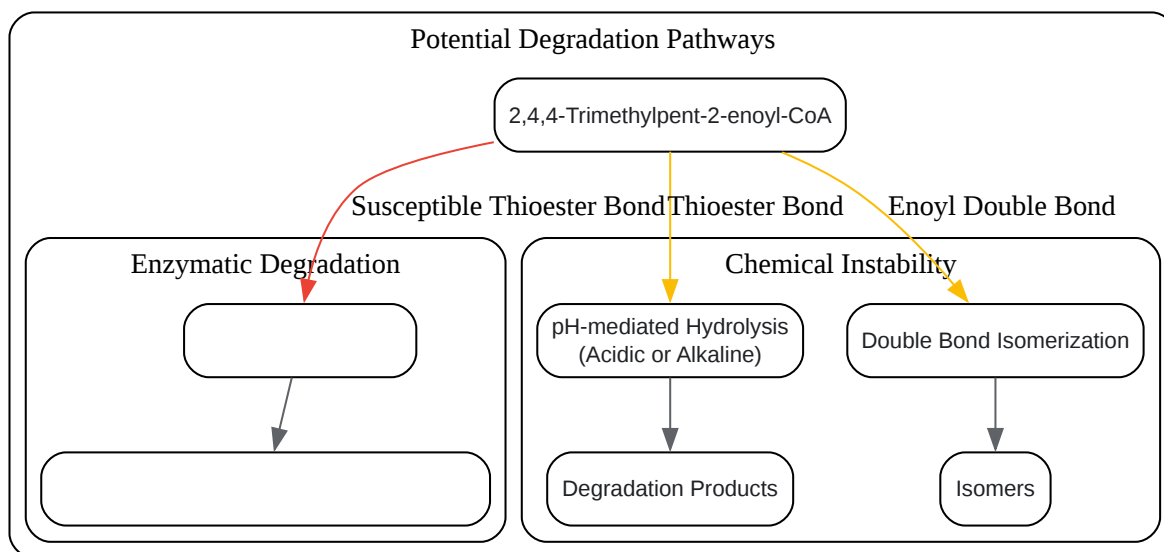 Potential Degradation Pathways
2,4,4-Trimethylpent-2-enoyl-CoA
Susceptible Thioester Bond
Thioester Bond
Enoyl Double Bond
Enzymatic Degradation
Chemical Instability
pH-mediated Hydrolysis
(Acidic or Alkaline)
Double Bond Isomerization
Degradation Products
Isomers